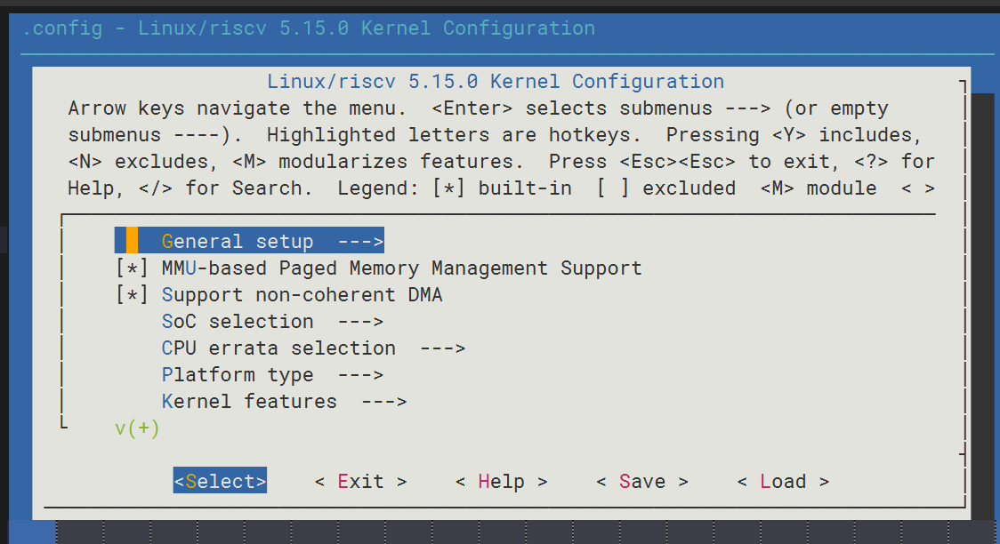 .config - Linux/riscv 5.15.0 Kernel Configuration
Linux/riscv 5.15.0 Kernel Configuration
Arrow keys navigate the menu.  <Enter> selects submenus ---> (or empty
submenus ----).  Highlighted letters are hotkeys.  Pressing <Y> includes,
<N> excludes, <M> modularizes features.  Press <Esc><Esc> to exit, <?> for
Help, </> for Search.  Legend: [*] built-in  [ ] excluded  <M> module  < >
General setup  --->
[*] MMU-based Paged Memory Management Support
[*] Support non-coherent DMA
SoC selection  --->
CPU errata selection  --->
Platform type  --->
Kernel features  --->
v(+)
<Select>    < Exit >    < Help >    < Save >    < Load >